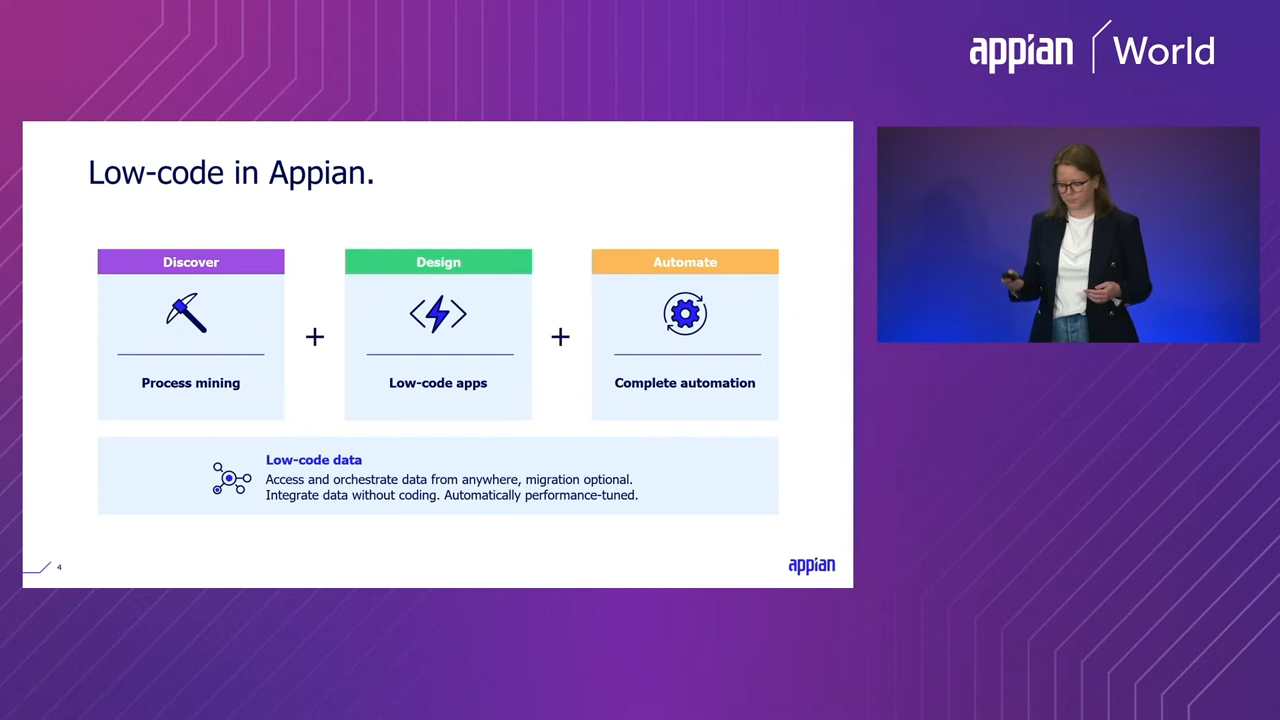 appian World
Low-code in Appian.
Discover
Design
Automate
+
+
Process mining
Low-code apps
Complete automation
Low-code data
Access and orchestrate data from anywhere, migration optional.
Integrate data without coding. Automatically performance-tuned.
4
appian